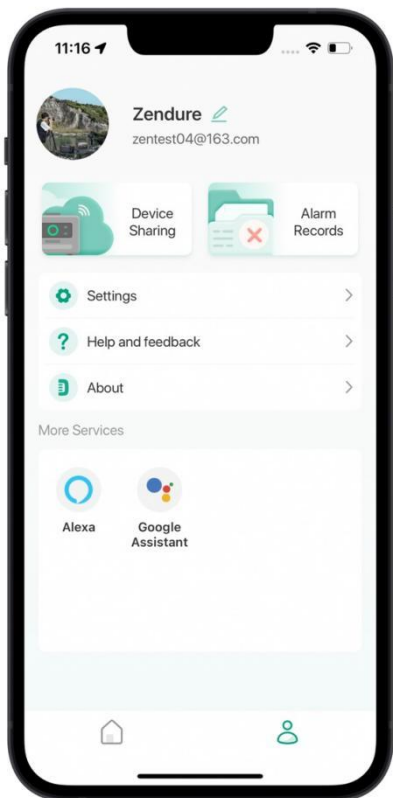 11:16
Zendure
zentest04@163.com
Device
Sharing
Alarm
Records
Settings
Help and feedback
About
More Services
Alexa
Google
Assistant